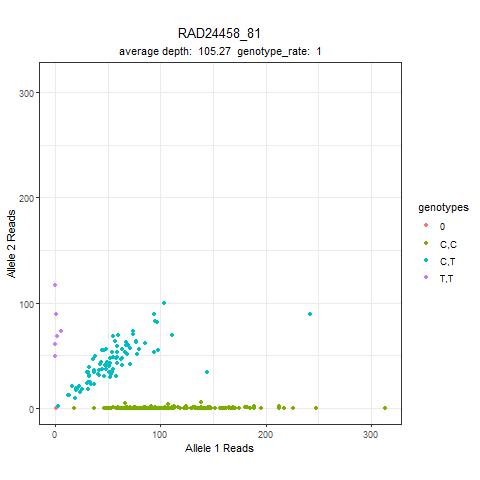 RAD24458_81
average depth: 105.27 genotype_rate: 1
300
200
100
0
Allele 2 Reads
0
100
200
300
Allele 1 Reads
genotypes
0
C,C
C,T
T,T